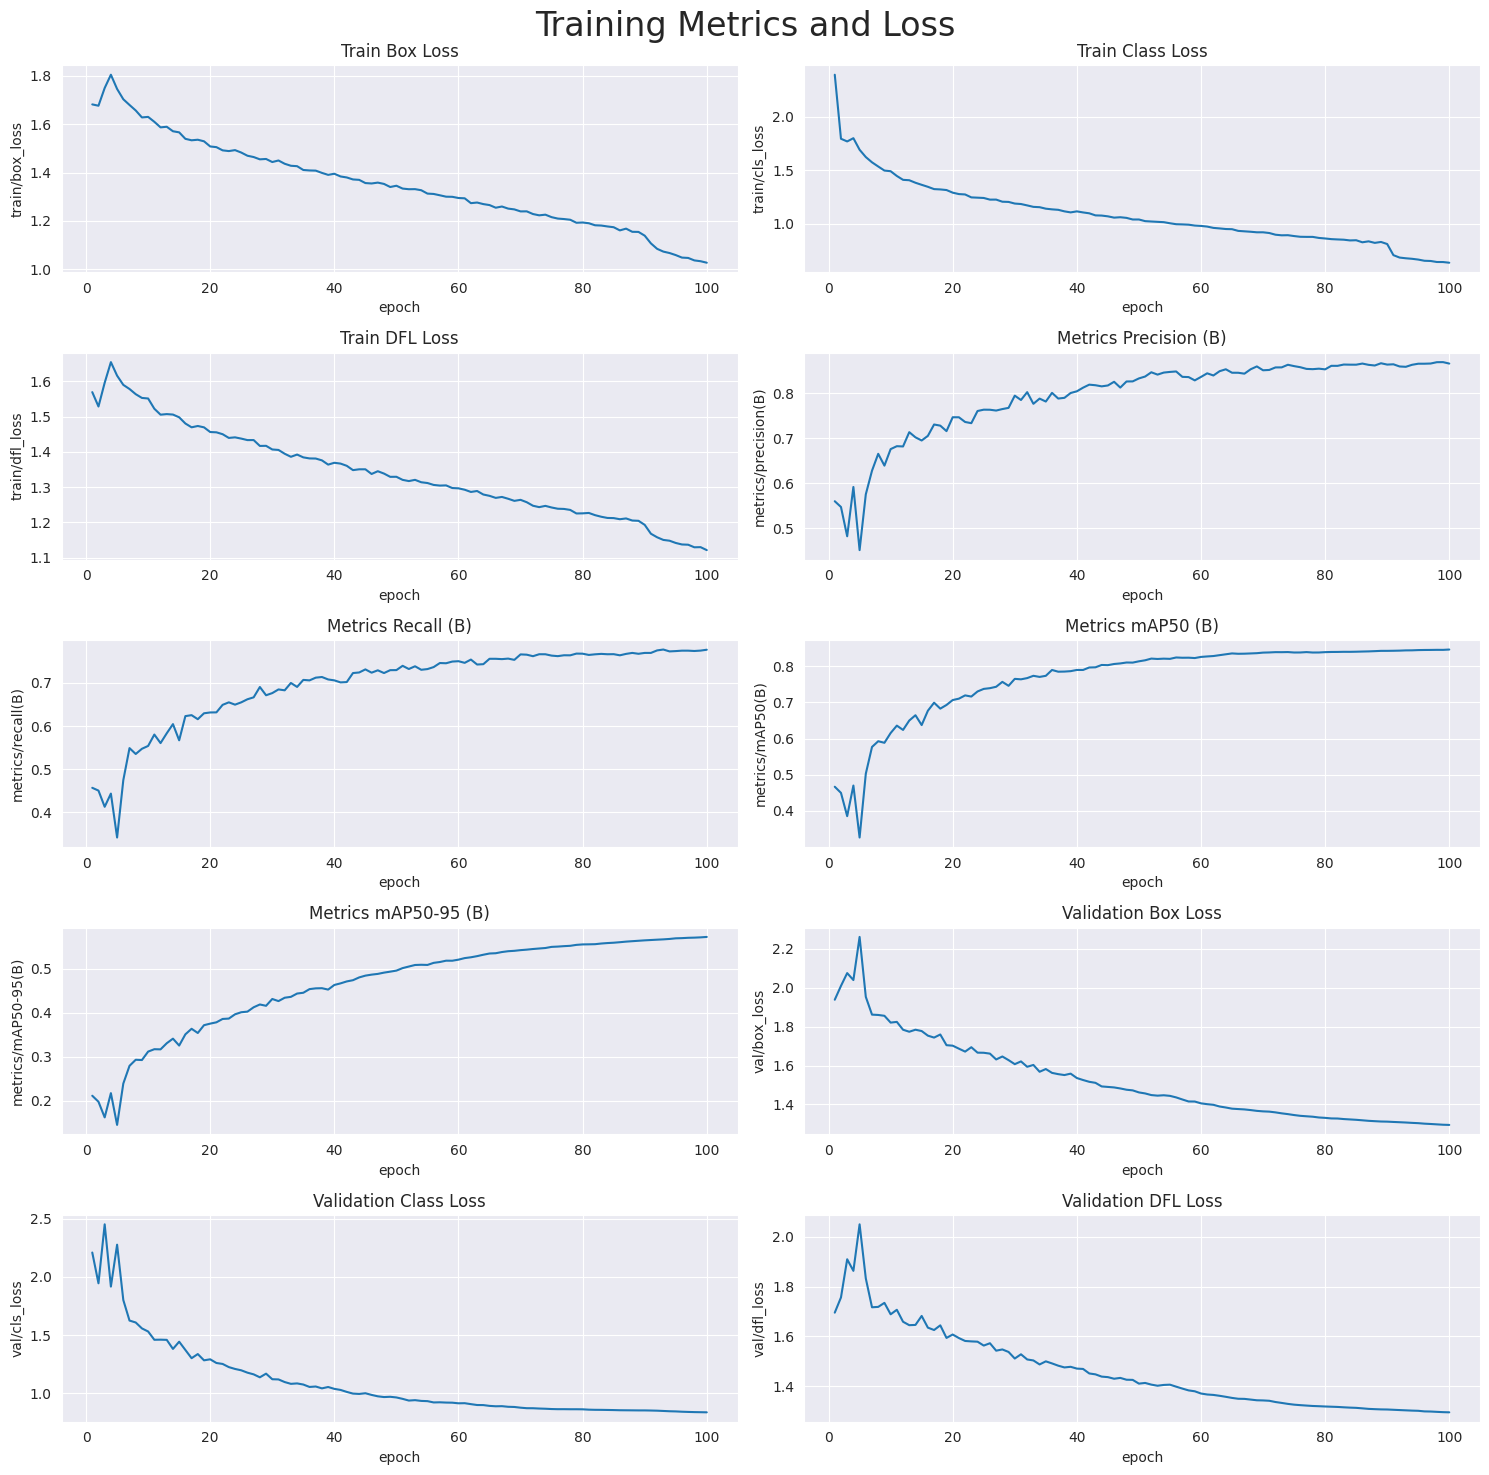 Training Metrics and Loss
Train Box Loss
train/box_loss
1.8
1.6
1.4
1.2
1.0
0 20 40 60 80 100
epoch
Train Class Loss
train/cls_loss
2.0
1.5
1.0
0 20 40 60 80 100
epoch
Train DFL Loss
train/dfl_loss
1.6
1.5
1.4
1.3
1.2
1.1
0 20 40 60 80 100
epoch
Metrics Precision (B)
metrics/precision(B)
0.8
0.7
0.6
0.5
0 20 40 60 80 100
epoch
Metrics Recall (B)
metrics/recall(B)
0.7
0.6
0.5
0.4
0 20 40 60 80 100
epoch
Metrics mAP50 (B)
metrics/mAP50(B)
0.8
0.7
0.6
0.5
0.4
0 20 40 60 80 100
epoch
Metrics mAP50-95 (B)
metrics/mAP50-95(B)
0.5
0.4
0.3
0.2
0 20 40 60 80 100
epoch
Validation Box Loss
val/box_loss
2.2
2.0
1.8
1.6
1.4
0 20 40 60 80 100
epoch
Validation Class Loss
val/cls_loss
2.5
2.0
1.5
1.0
0 20 40 60 80 100
epoch
Validation DFL Loss
val/dfl_loss
2.0
1.8
1.6
1.4
0 20 40 60 80 100
epoch